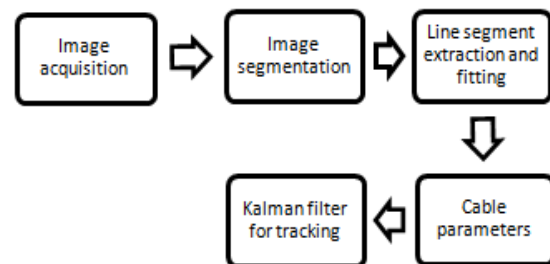 Image
acquisition
Image
segmentation
Line segment
extraction and
fitting
Cable
parameters
Kalman filter
for tracking